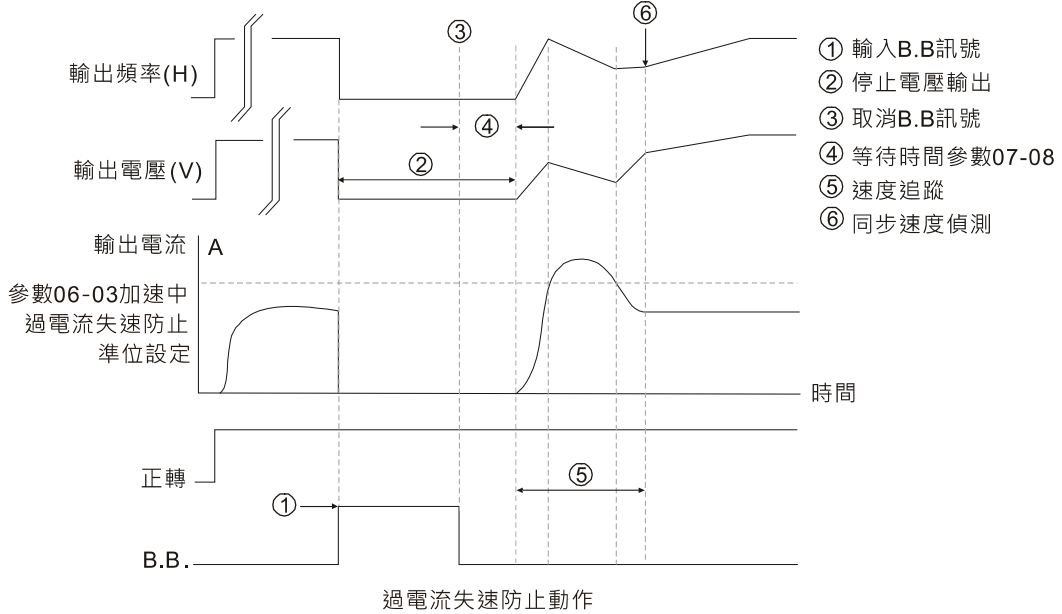 ③
⑥
輸出頻率(H)
④
輸出電壓(V)
②
① 輸入B.B訊號
② 停止電壓輸出
③ 取消B.B訊號
④ 等待時間參數07-08
⑤ 速度追蹤
⑥ 同步速度偵測
輸出電流 A
參數06-03加速中
過電流失速防止
準位設定
時間
正轉
⑤
①
B.B.
過電流失速防止動作